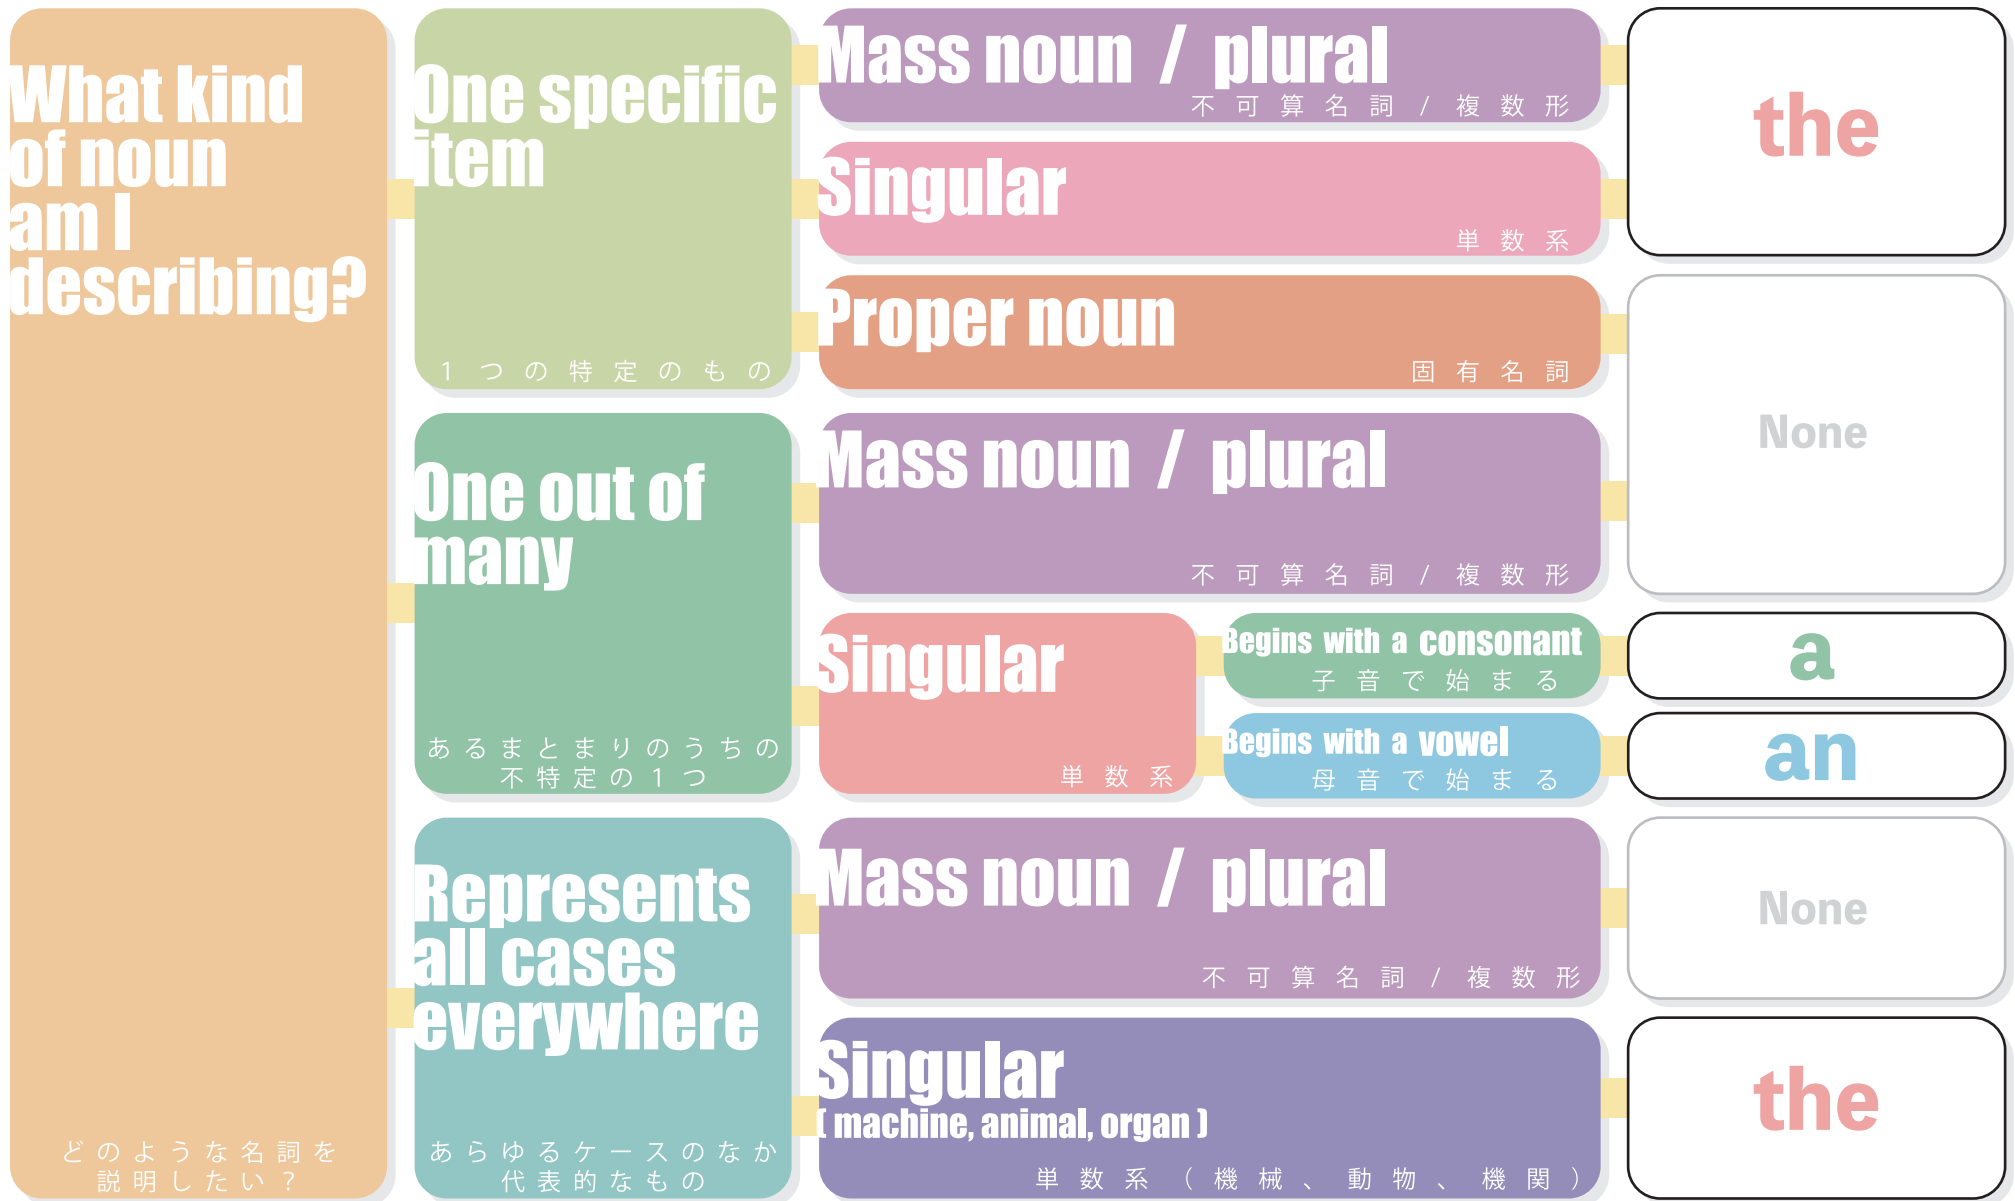 What kind
of noun
am I
describing?
どのような名詞を
説明したい？
One specific
item
1つの特定のもの
Mass noun / plural
不可算名詞/複数形
Singular
単数系
the
Proper noun
固有名詞
One out of
many
あるまとまりのうちの
不特定の1つ
Mass noun / plural
不可算名詞/複数形
None
Singular
単数系
Begins with a consonant
子音で始まる
a
Begins with a vowel
母音で始まる
an
Represents
all cases
everywhere
あらゆるケースのなか
代表的なもの
Mass noun / plural
不可算名詞/複数形
None
Singular
( machine, animal, organ )
単数系（機械、動物、機関）
the